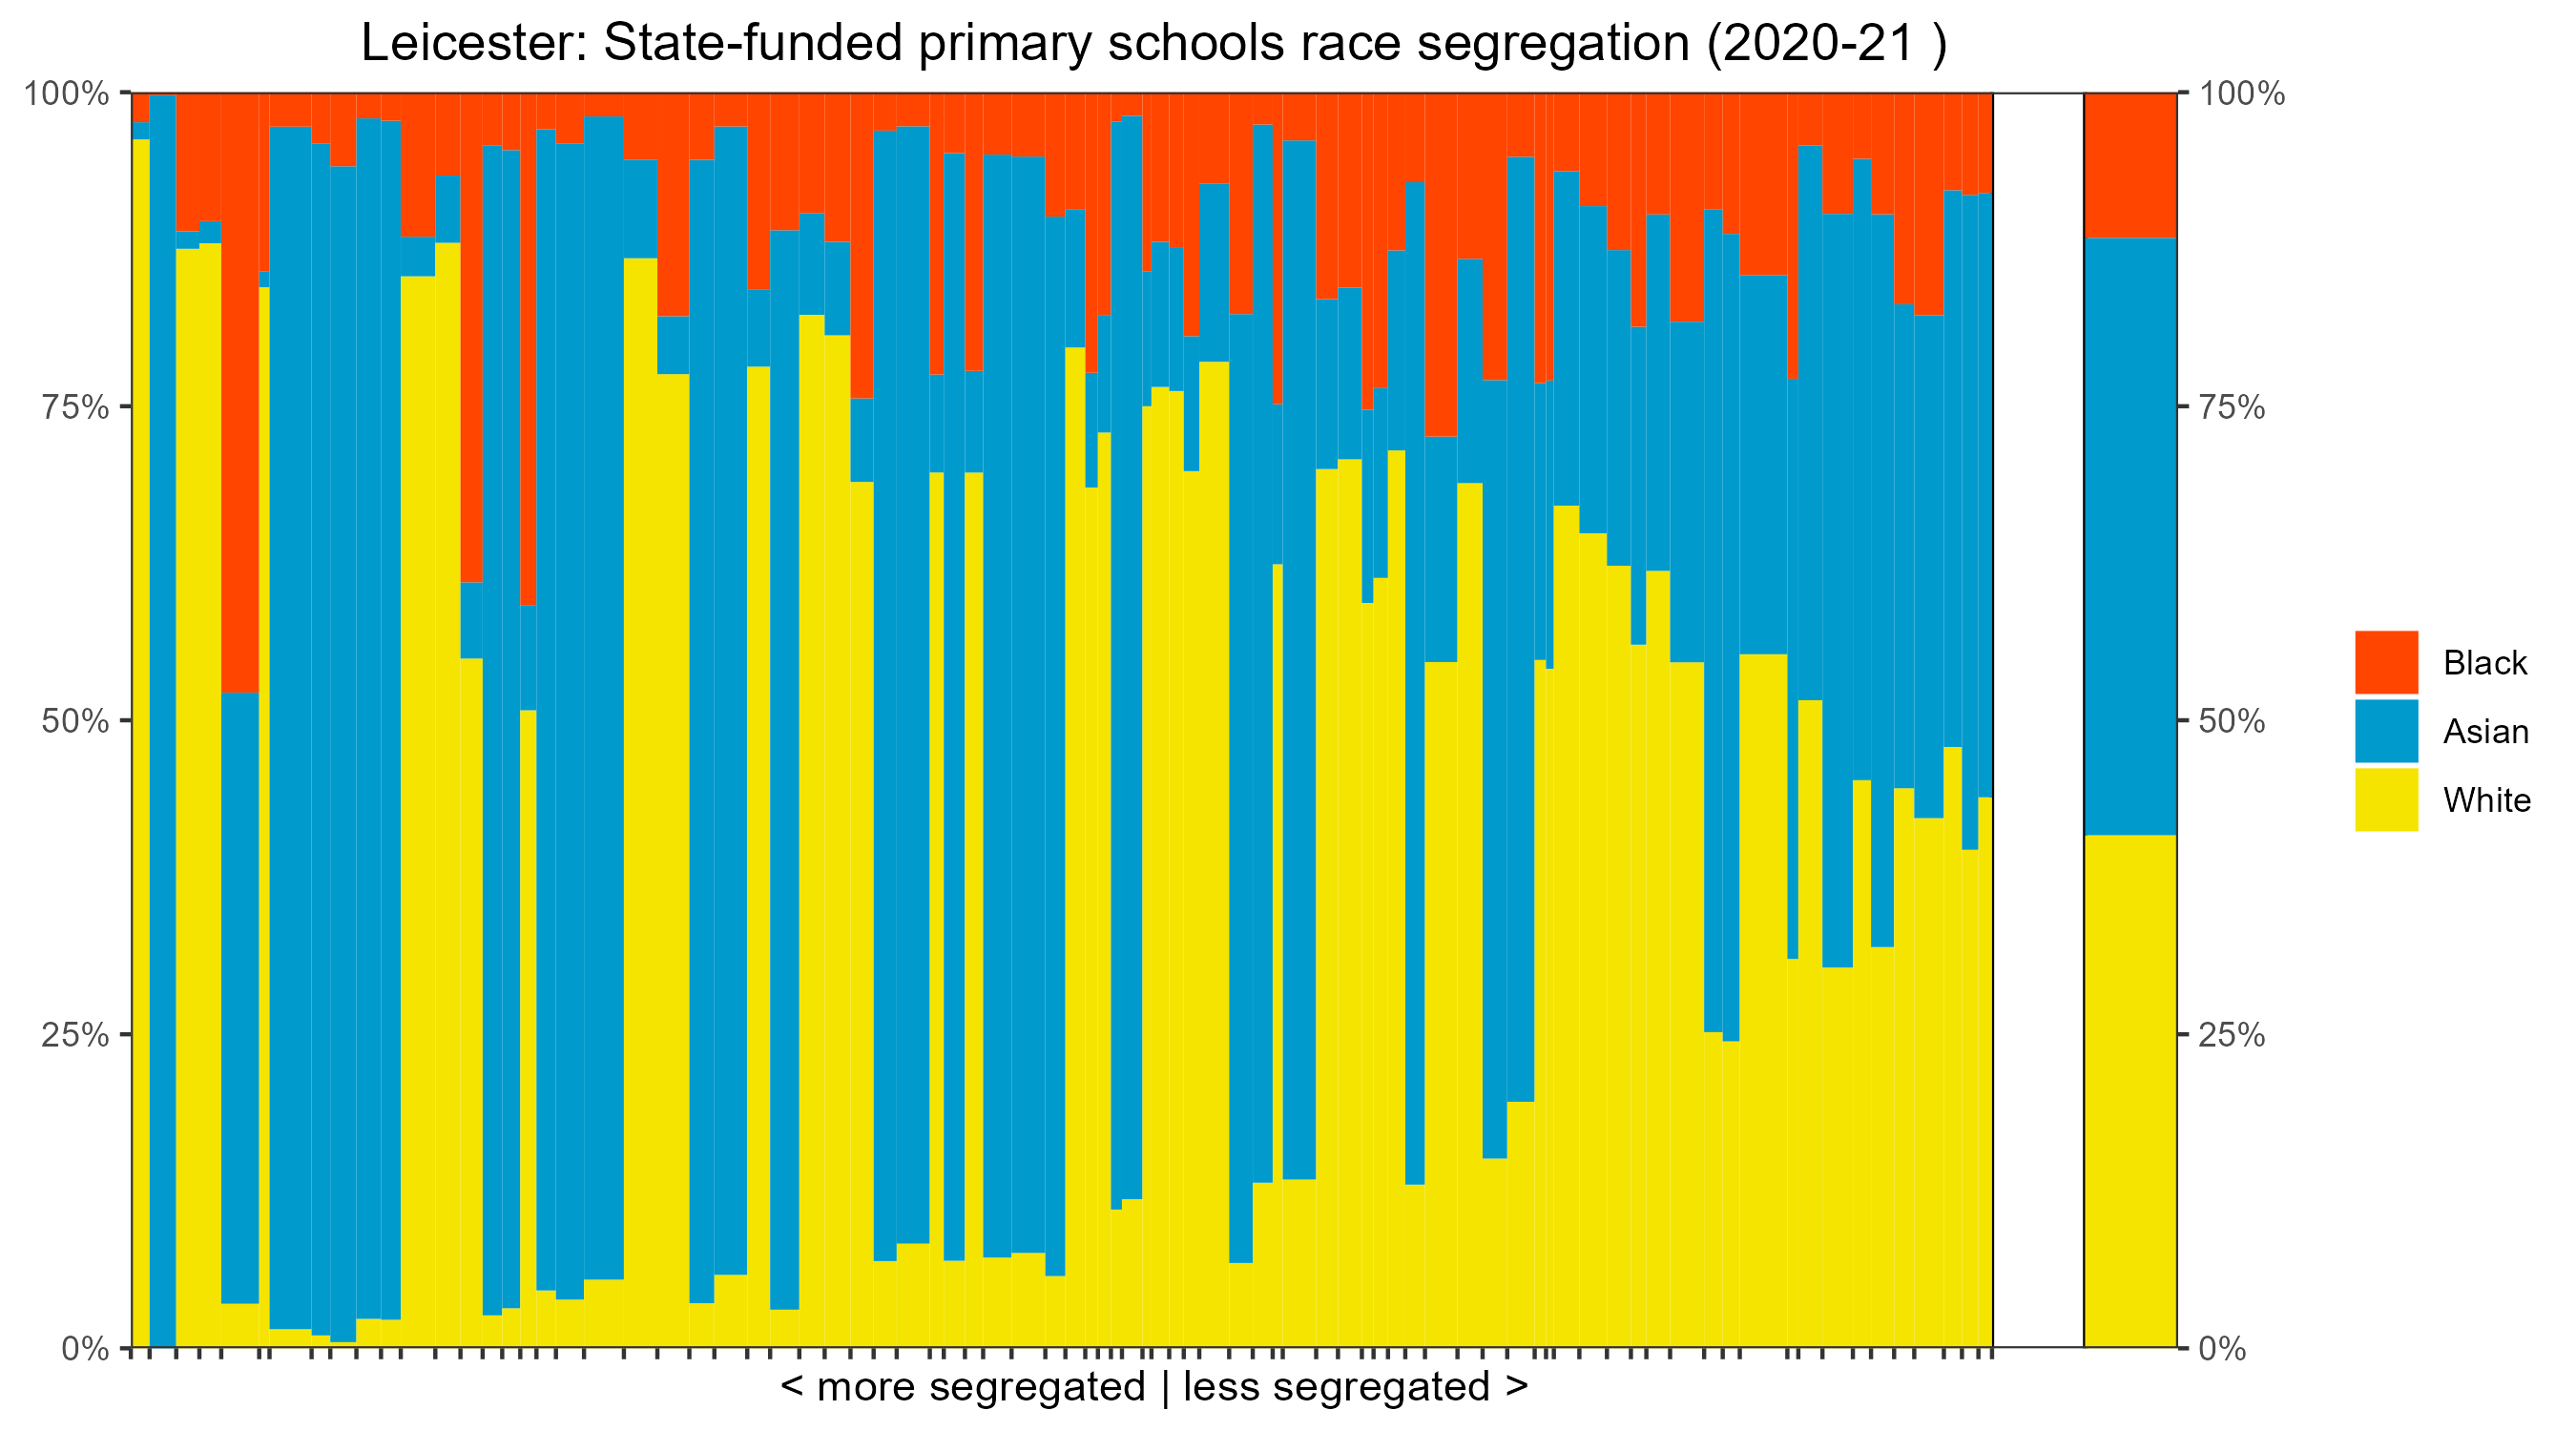 Leicester: State-funded primary schools race segregation (2020-21 )
100%
75%
50%
25%
0%
100%
75%
50%
25%
0%
Black
Asian
White
< more segregated | less segregated >